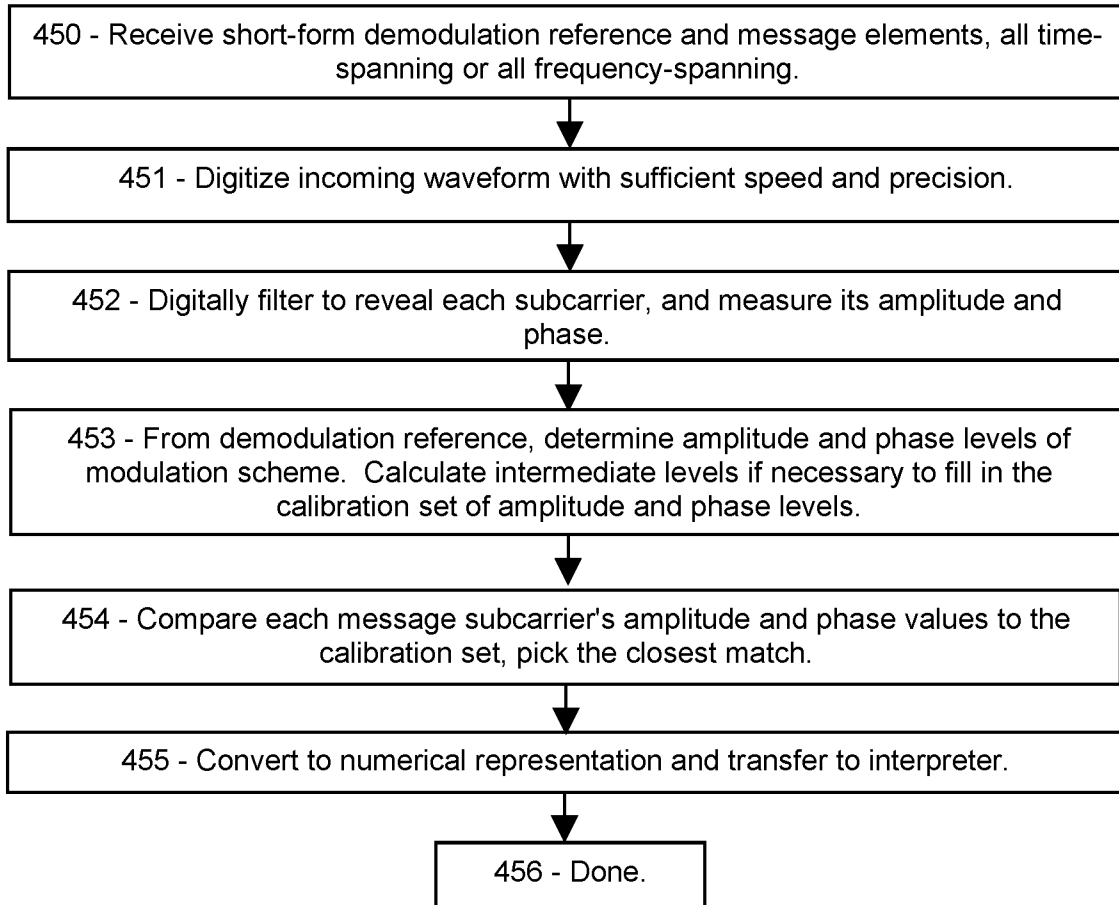 450 - Receive short-form demodulation reference and message elements, all time-
spanning or all frequency-spanning.
451 - Digitize incoming waveform with sufficient speed and precision.
452 - Digitally filter to reveal each subcarrier, and measure its amplitude and
phase.
453 - From demodulation reference, determine amplitude and phase levels of
modulation scheme.  Calculate intermediate levels if necessary to fill in the
calibration set of amplitude and phase levels.
454 - Compare each message subcarrier's amplitude and phase values to the
calibration set, pick the closest match.
455 - Convert to numerical representation and transfer to interpreter.
456 - Done.